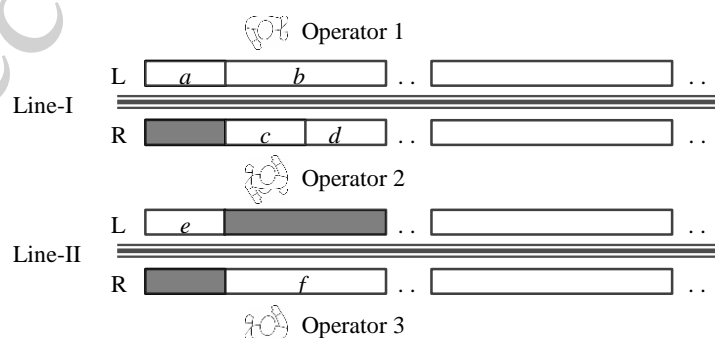 Operator 1
L a b . . . .
Line-I
R c d . . . .
Operator 2
L e . . . .
Line-II
R f . . . .
Operator 3